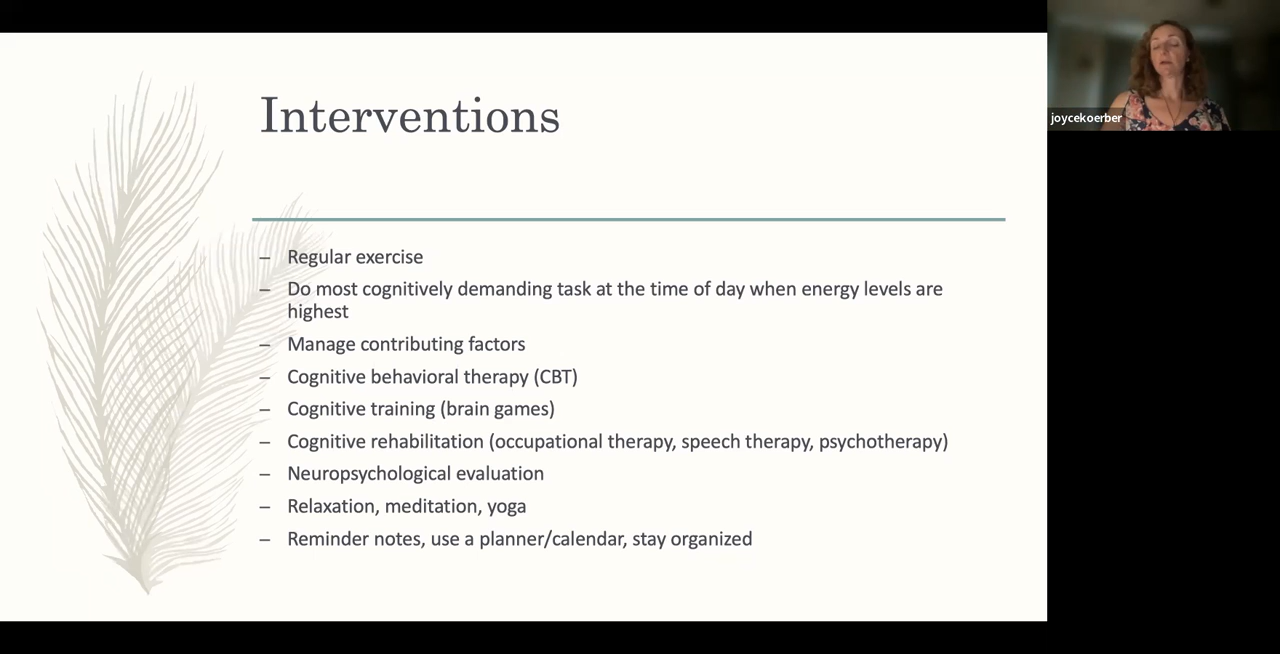 Interventions
– Regular exercise
– Do most cognitively demanding task at the time of day when energy levels are
highest
– Manage contributing factors
– Cognitive behavioral therapy (CBT)
– Cognitive training (brain games)
– Cognitive rehabilitation (occupational therapy, speech therapy, psychotherapy)
– Neuropsychological evaluation
– Relaxation, meditation, yoga
– Reminder notes, use a planner/calendar, stay organized
joycekoerber